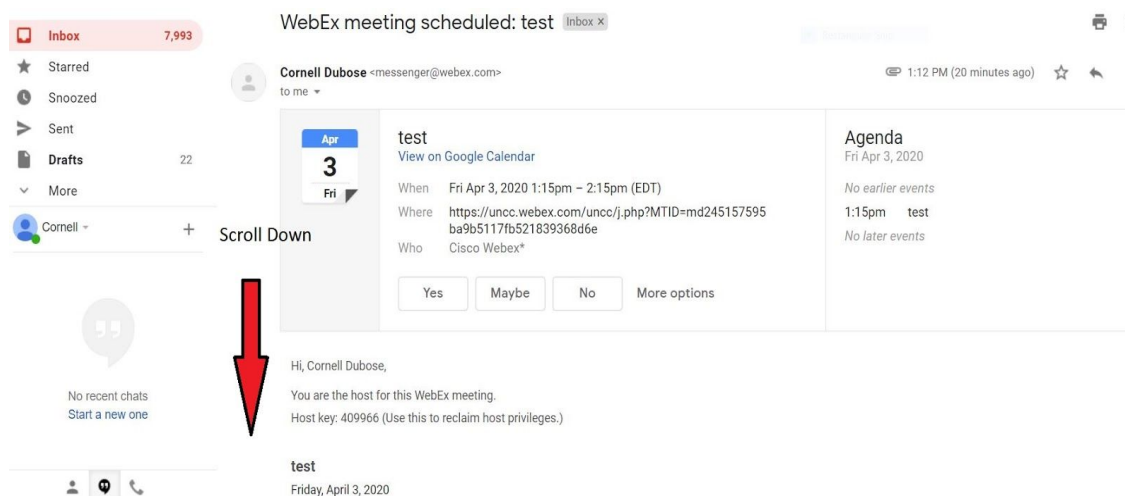 WebEx meeting scheduled: test Inbox ×
Inbox 7,993
Starred
Snoozed
Sent
Drafts 22
More
Cornell
+
No recent chats
Start a new one
Cornell Dubose <messenger@webex.com>
to me
1:12 PM (20 minutes ago)
Apr
3
Fri
test
View on Google Calendar
When Fri Apr 3, 2020 1:15pm – 2:15pm (EDT)
Where https://uncc.webex.com/uncc/j.php?MTID=md245157595
ba9b5117fb521839368d6e
Who Cisco Webex*
Yes Maybe No More options
Agenda
Fri Apr 3, 2020
No earlier events
1:15pm test
No later events
Scroll Down
Hi, Cornell Dubose,
You are the host for this WebEx meeting.
Host key: 409966 (Use this to reclaim host privileges.)
test
Friday, April 3, 2020